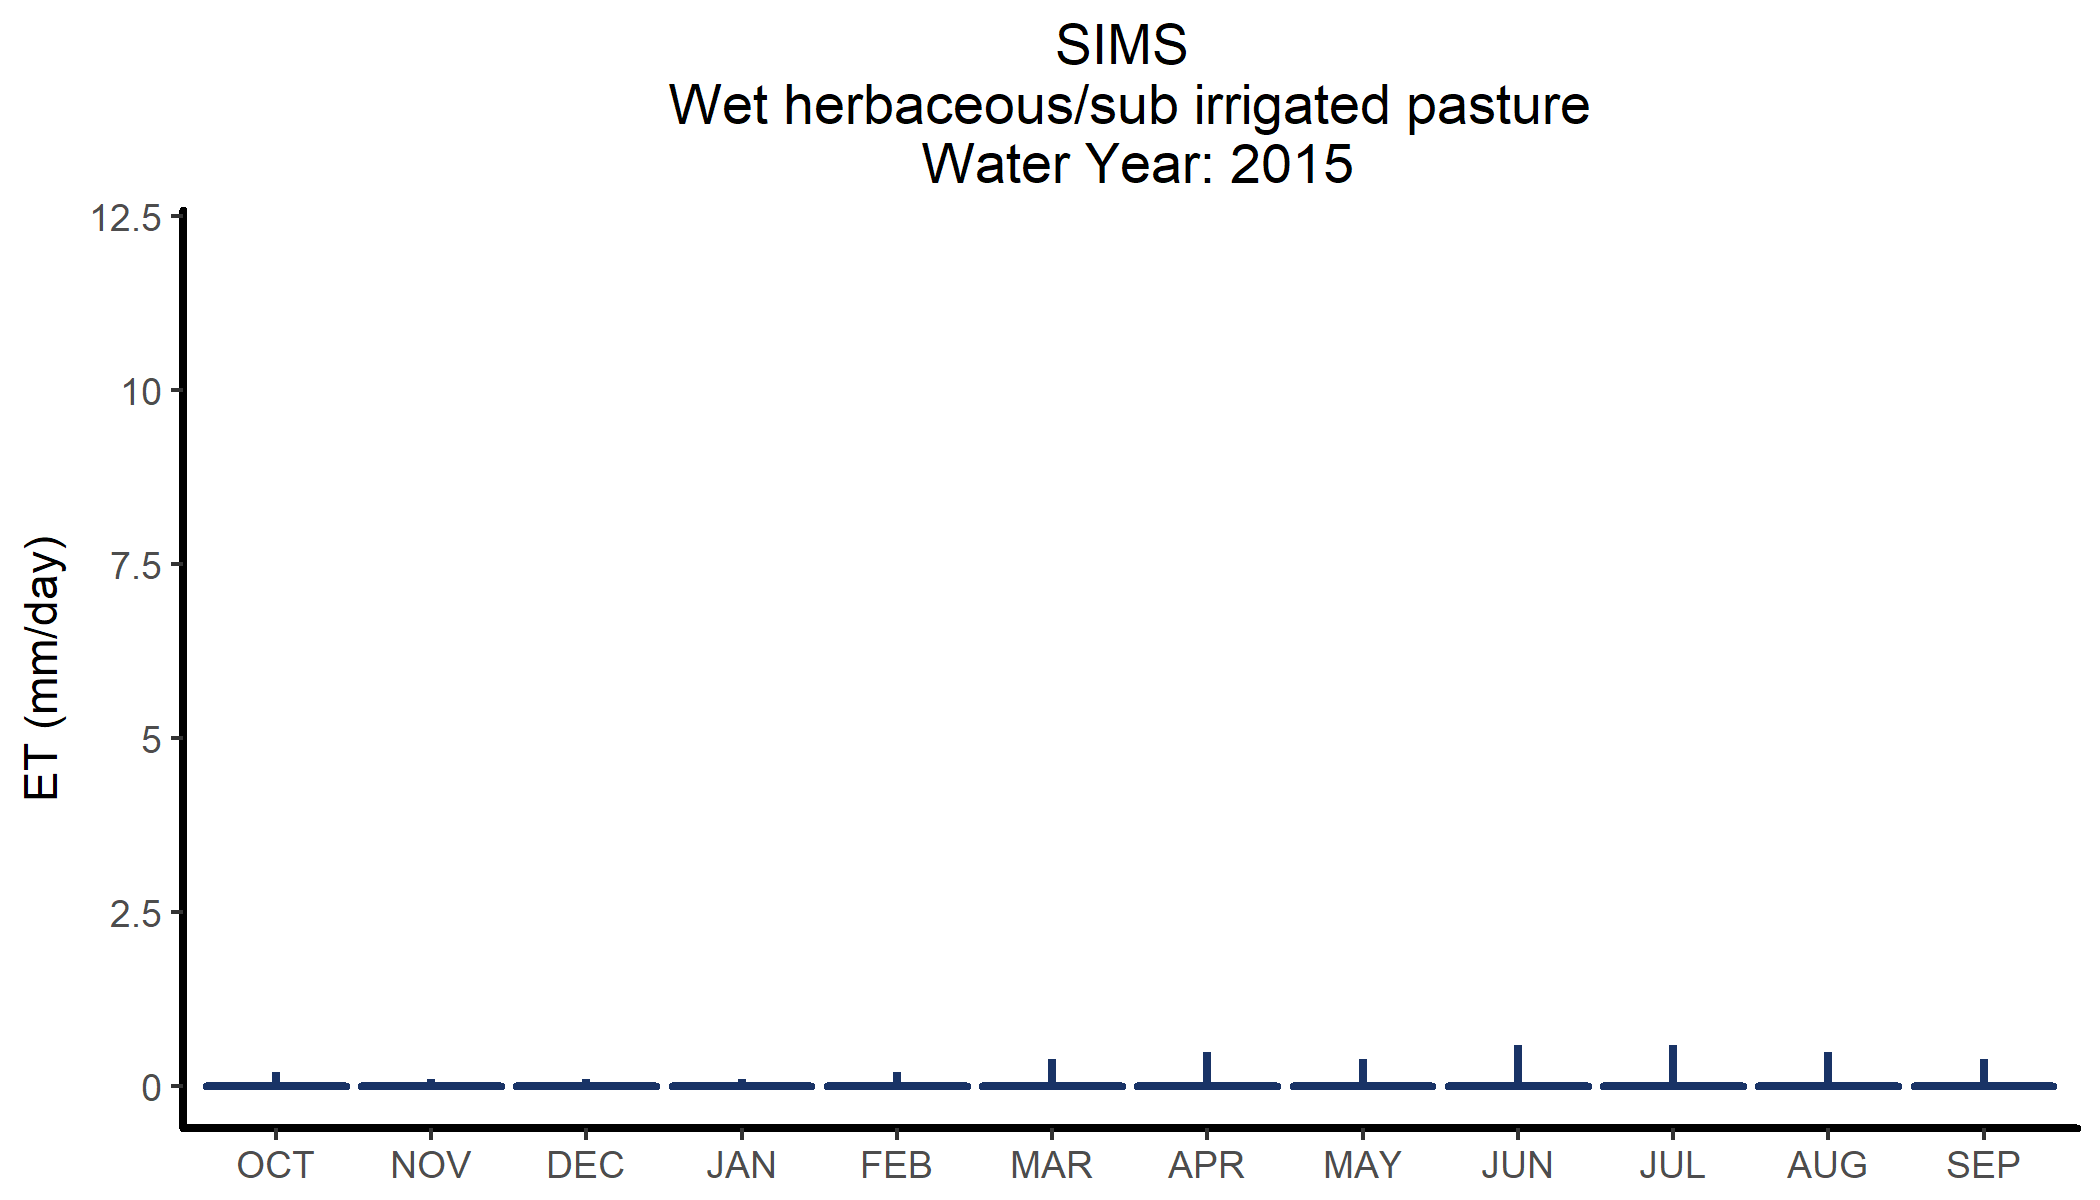 SIMS
Wet herbaceous/sub irrigated pasture
Water Year: 2015
12.5
10
7.5
5
2.5
0
ET (mm/day)
OCT NOV DEC JAN FEB MAR APR MAY JUN JUL AUG SEP